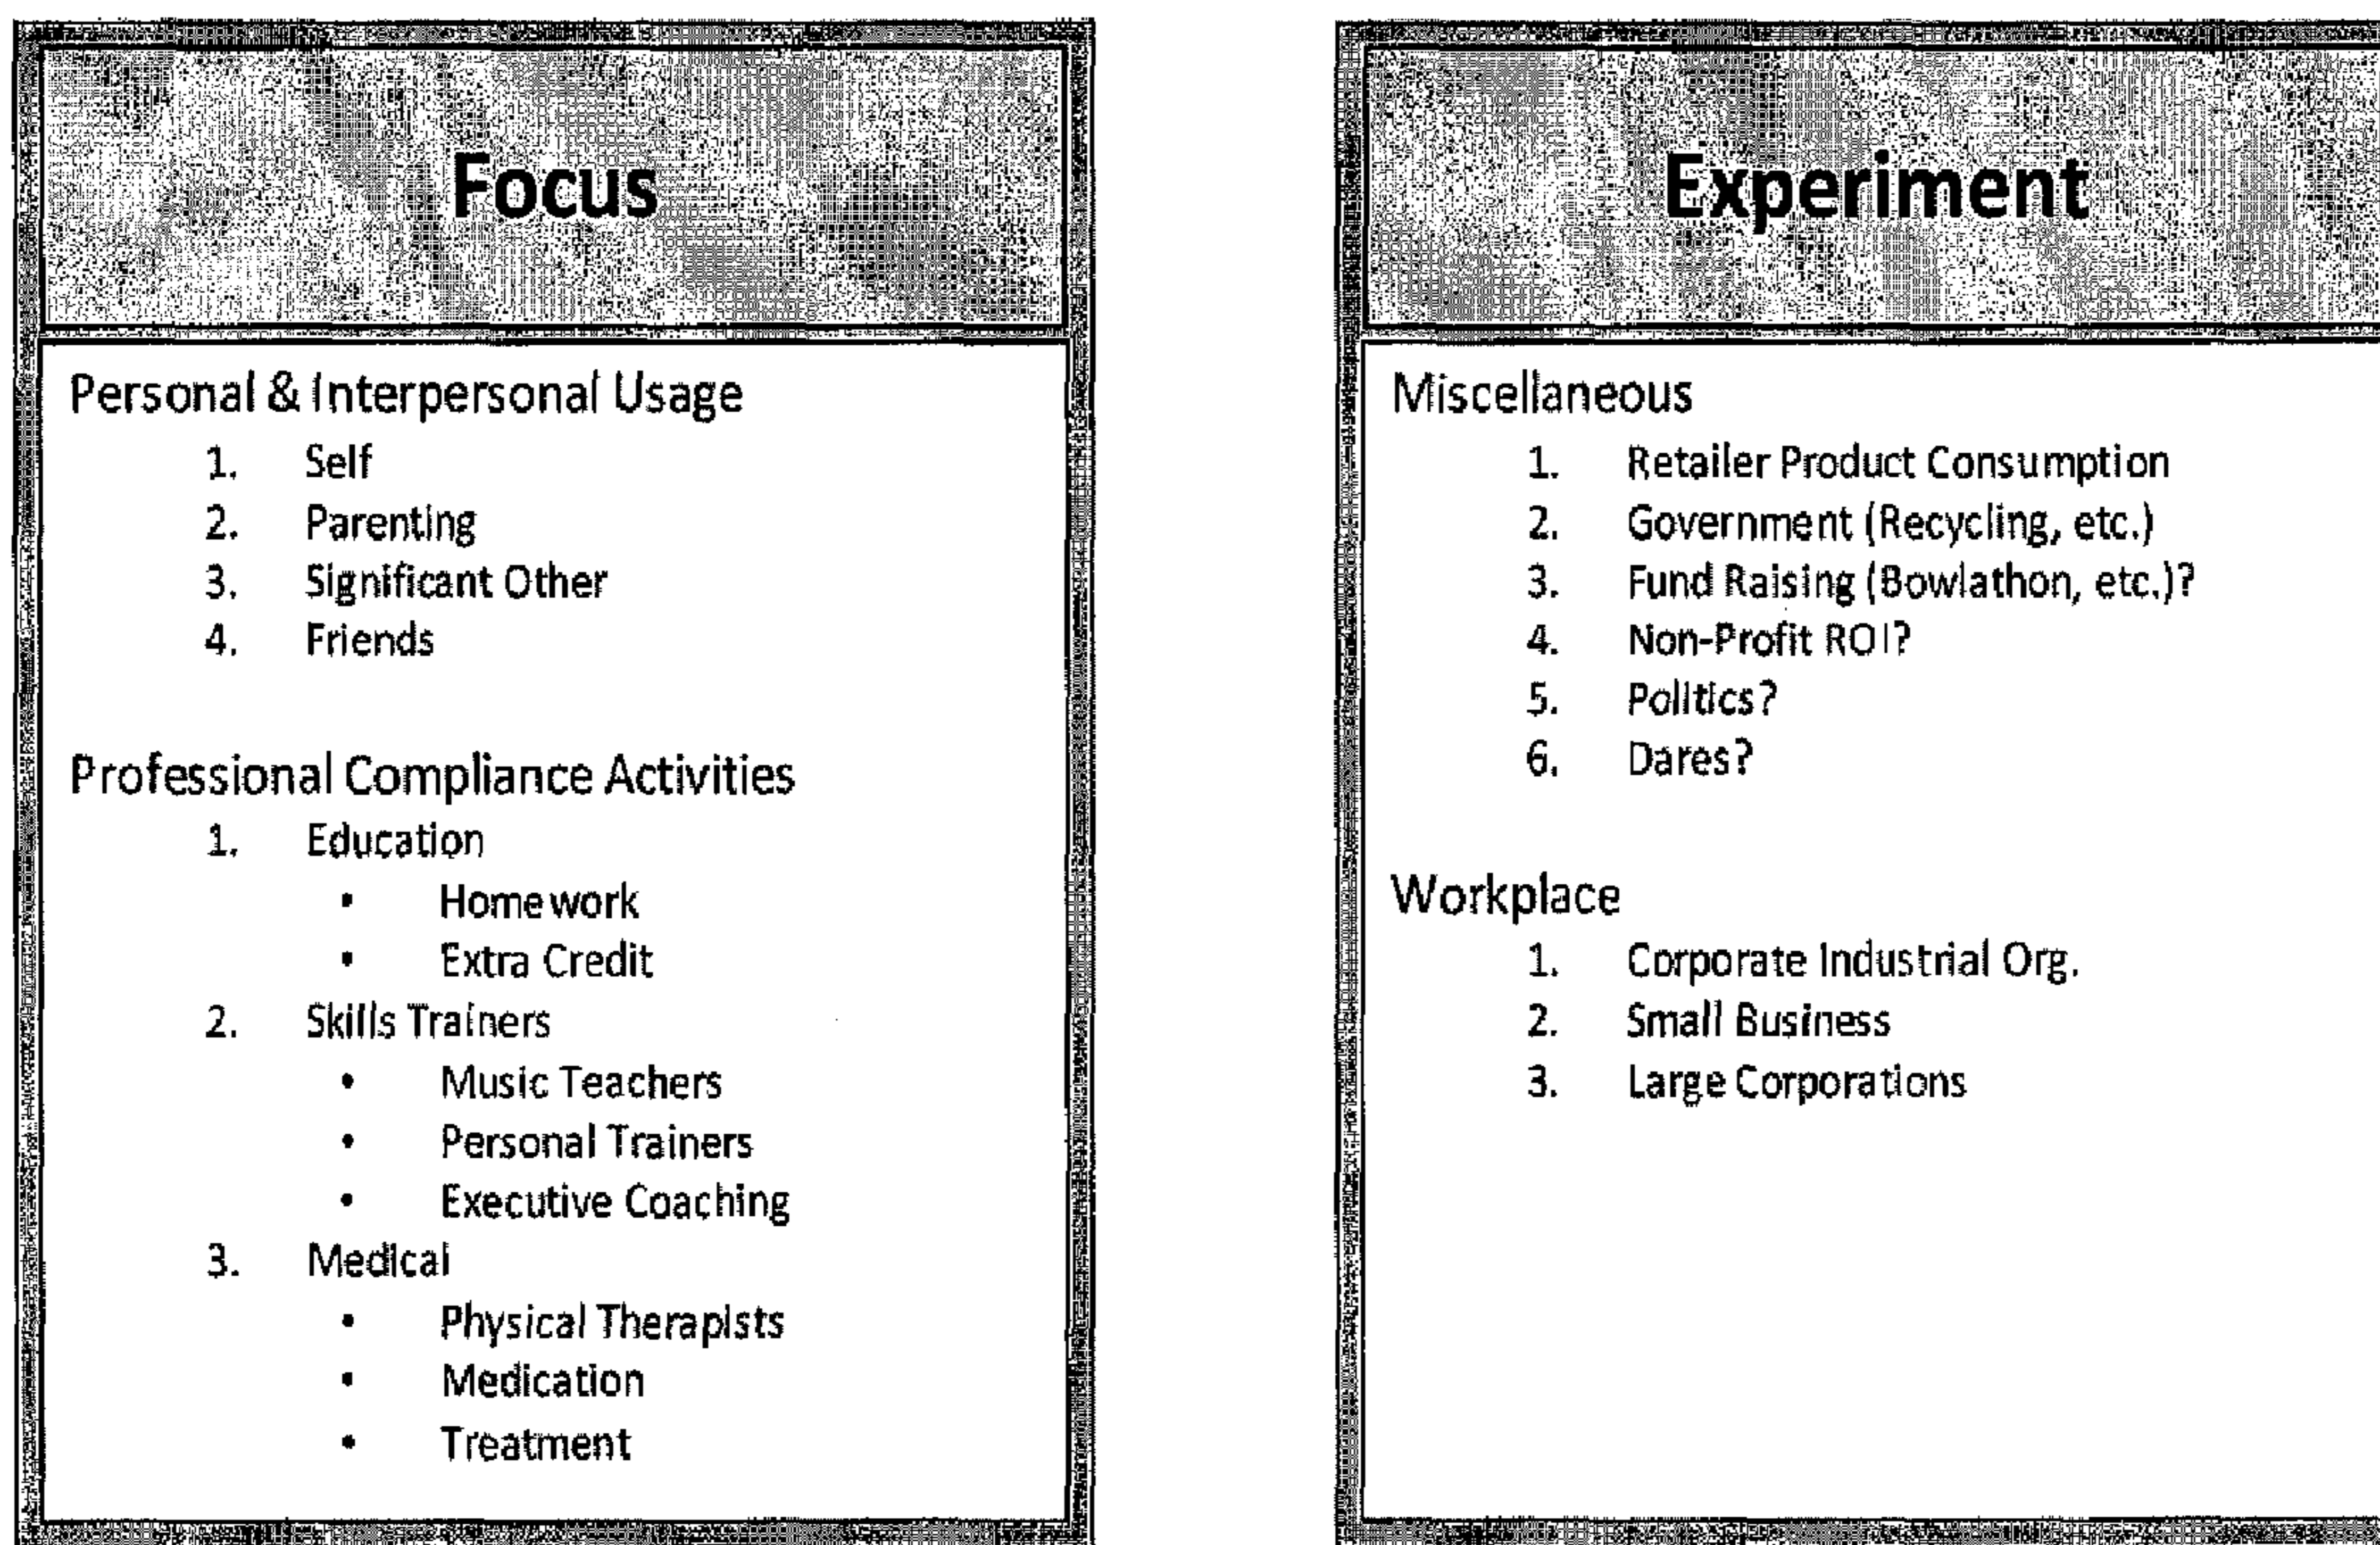 Focus
Personal & Interpersonal Usage
1. Self
2. Parenting
3. Significant Other
4. Friends
Professional Compliance Activities
1. Education
• Homework
• Extra Credit
2. Skills Trainers
• Music Teachers
• Personal Trainers
• Executive Coaching
3. Medical
• Physical Therapists
• Medication
• Treatment
Experiment
Miscellaneous
1. Retailer Product Consumption
2. Government (Recycling, etc.)
3. Fund Raising (Bowlathon, etc.)?
4. Non-Profit ROI?
5. Politics?
6. Dares?
Workplace
1. Corporate Industrial Org.
2. Small Business
3. Large Corporations